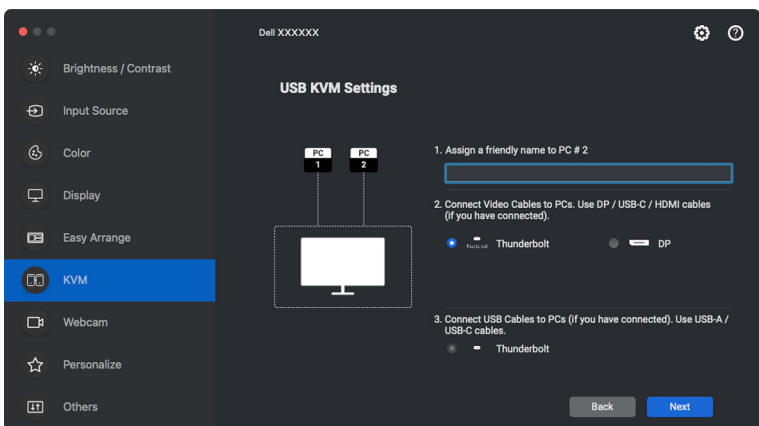 Dell XXXXXX
Brightness / Contrast
Input Source
Color
Display
Easy Arrange
KVM
Webcam
Personalize
Others
USB KVM Settings
PC
1
PC
2
1. Assign a friendly name to PC # 2
2. Connect Video Cables to PCs. Use DP / USB-C / HDMI cables
(if you have connected).
Thunderbolt
DP
3. Connect USB Cables to PCs (if you have connected). Use USB-A /
USB-C cables.
Thunderbolt
Back
Next